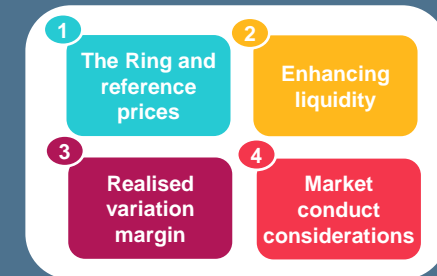 1
The Ring and
reference
prices
2
Enhancing
liquidity
3
Realised
variation
margin
4
Market
conduct
considerations